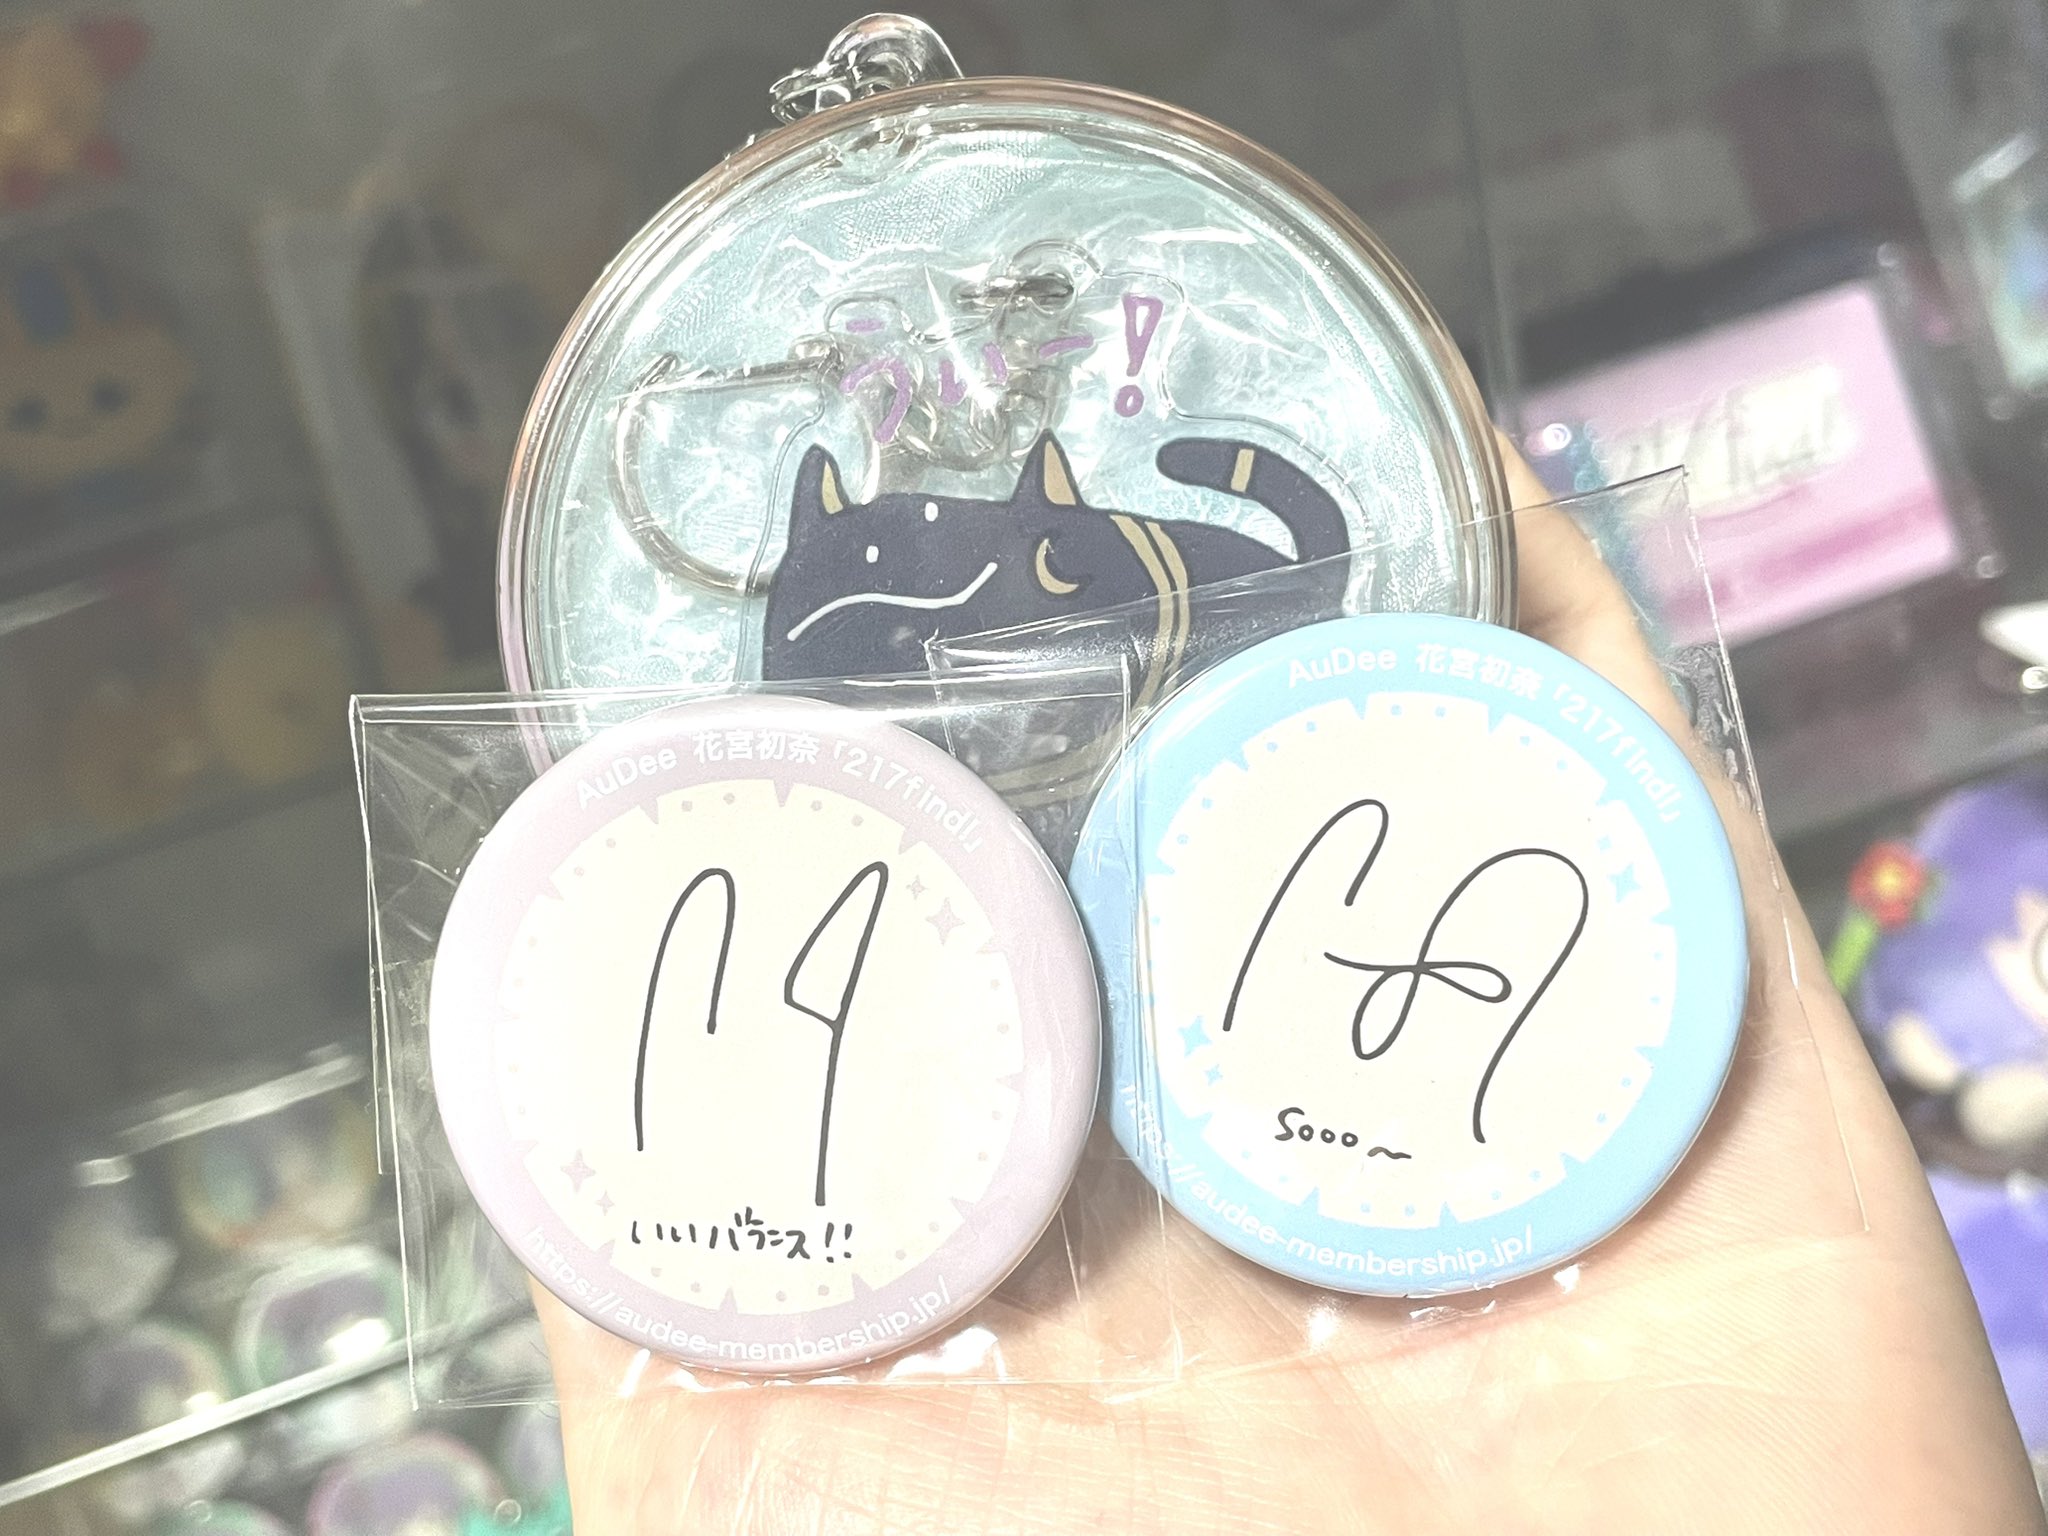 うぃー!
AuDee 花宮初奈「217find」
いいバランス!!
https://audee-membership.jp/
AuDee 花宮初奈「217find」
Sooo~
https://audee-membership.jp/